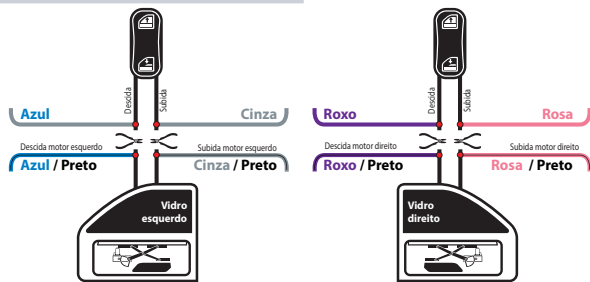 Descida
Subida
Azul
Cinza
Descida motor esquerdo
Subida motor esquerdo
Azul / Preto
Cinza / Preto
Vidro
esquerdo
Descida
Subida
Roxo
Rosa
Descida motor direito
Subida motor direito
Roxo / Preto
Rosa / Preto
Vidro
direito